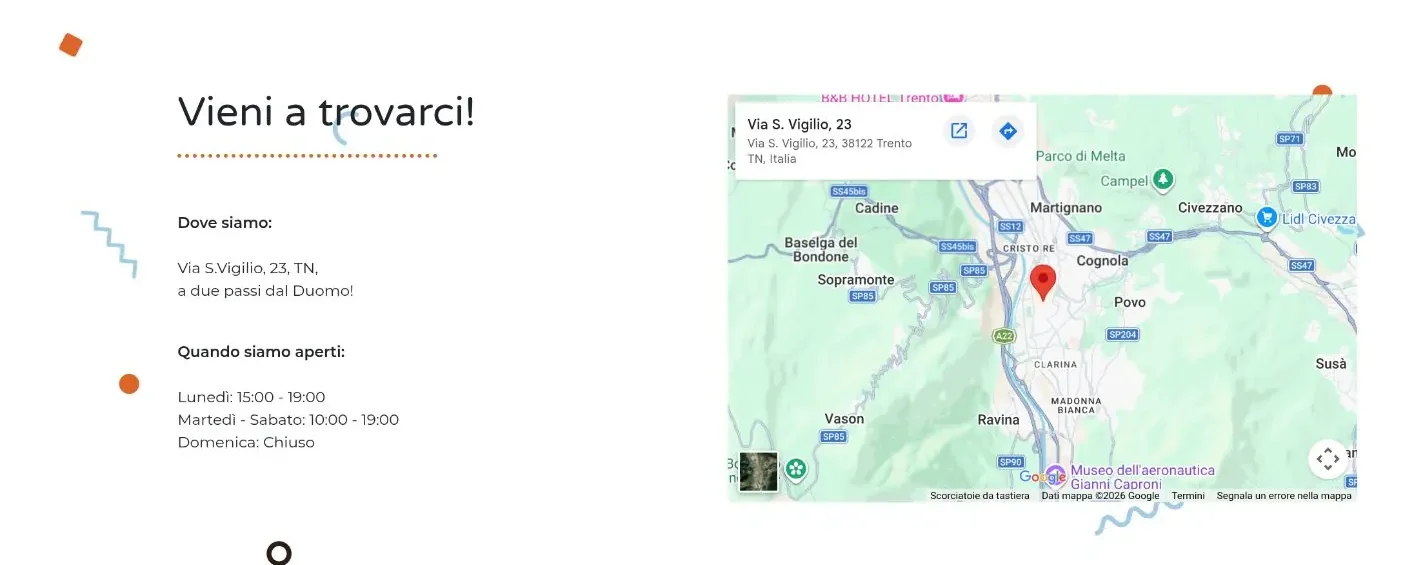 Vieni a trovarci!
Dove siamo:
Via S.Vigilio, 23, TN,
a due passi dal Duomo!
Quando siamo aperti:
Lunedì: 15:00 - 19:00
Martedì - Sabato: 10:00 - 19:00
Domenica: Chiuso
B&B HOTEL Trento
Via S. Vigilio, 23
Via S. Vigilio, 23, 38122 Trento
TN, Italia
SP71
Parco di Melta
Campel
SP83
SS45bis
Cadine
Martignano
Civezzano
Lidl Civezza
SS12
SS47
SS47
Baselga del
Bondone
SS45bis
CRISTO RE
Cognola
SS47
SP85
Sopramonte
SP85
SP85
Povo
A22
SP204
CLARINA
Susà
MADONNA
BIANCA
Vason
Ravina
SP85
SP90
Museo dell'aeronautica
Gianni Caproni
Google
Scorciatoie da tastiera
Dati mappa ©2026 Google
Termini
Segnala un errore nella mappa